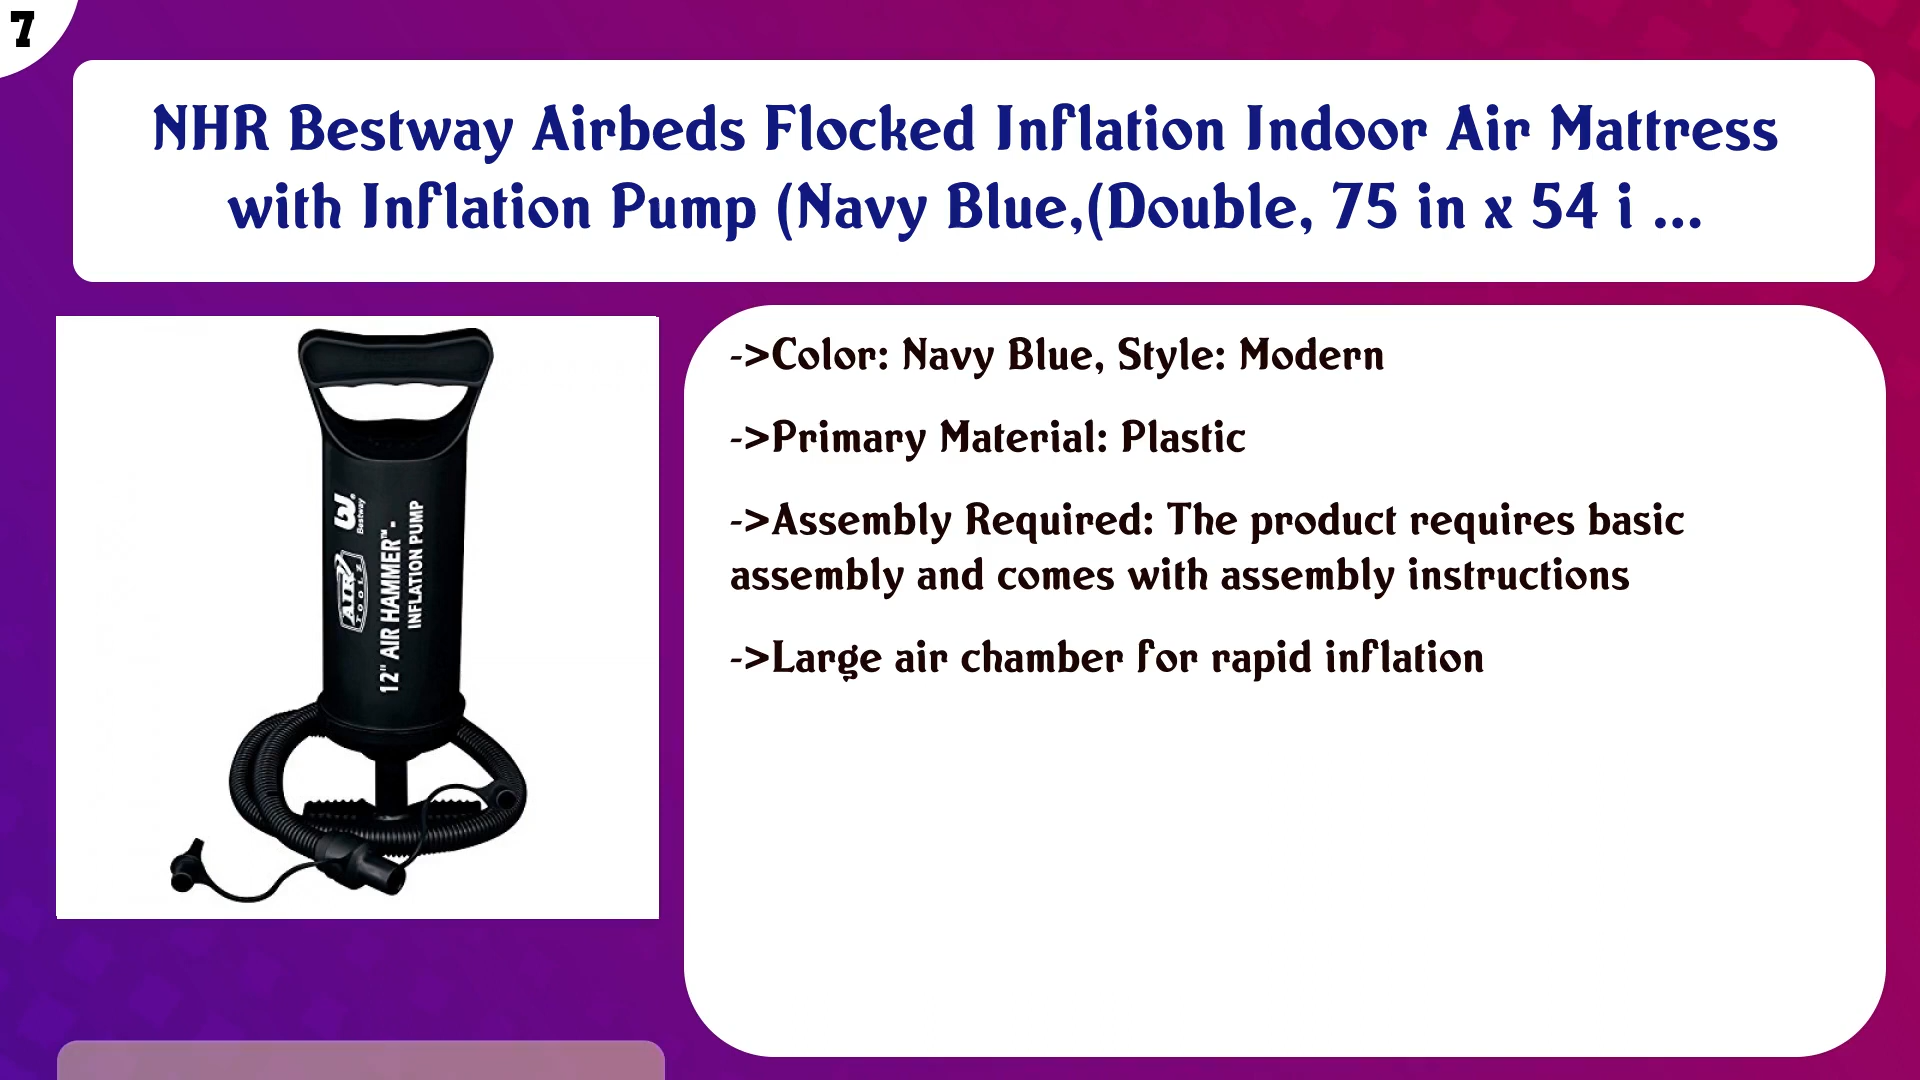 7
NHR Bestway Airbeds Flocked Inflation Indoor Air Mattress
with Inflation Pump (Navy Blue,(Double, 75 in x 54 i ...
->Color: Navy Blue, Style: Modern
->Primary Material: Plastic
->Assembly Required: The product requires basic
assembly and comes with assembly instructions
->Large air chamber for rapid inflation
Bestway
AIR
TOOLZ
12" AIR HAMMER™ -
INFLATION PUMP